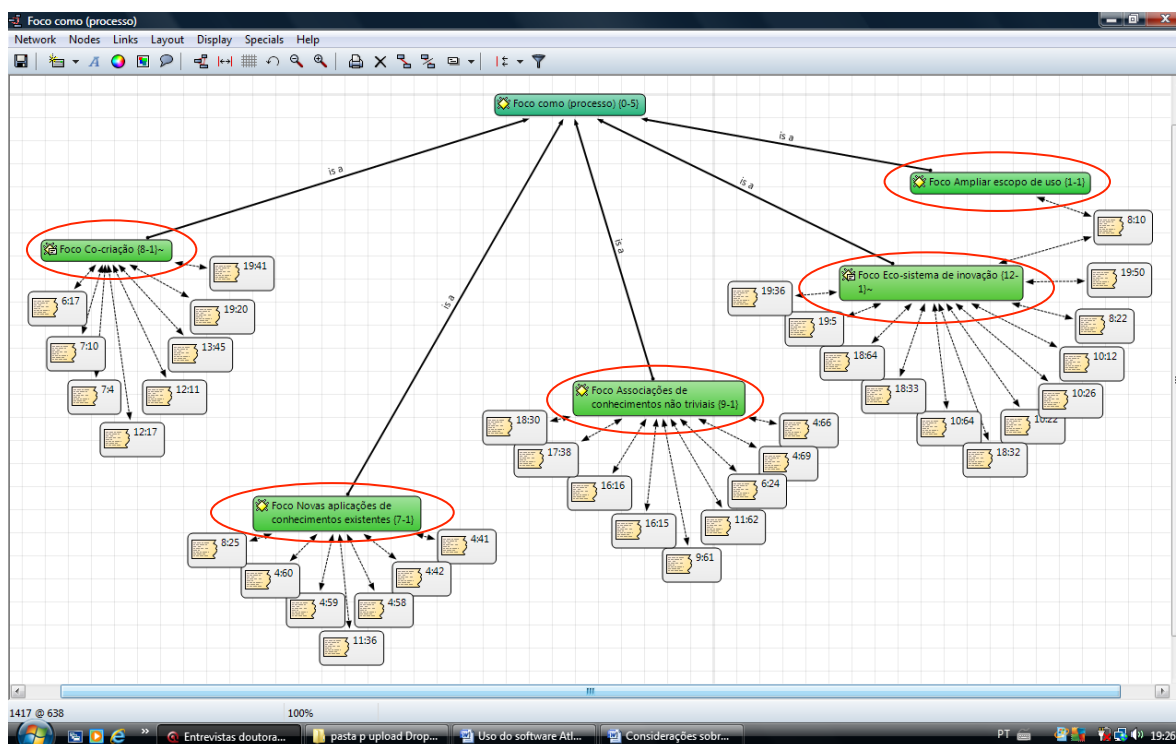 Foco como (processo)
Network Nodes Links Layout Display Specials Help
Foco como (processo) {0-5}
is a
is a
is a
is a
is a
Foco Ampliar escopo de uso {1-1}
8:10
Foco Co-criação {8-1}~
19:41
6:17
19:20
7:10
13:45
7:4
12:11
12:17
Foco Eco-sistema de inovação {12-
1}~
19:50
19:36
19:5
8:22
18:64
10:12
18:33
10:26
10:64
10:22
18:32
Foco Associações de
conhecimentos não triviais {9-1}
18:30
4:66
17:38
4:69
16:16
6:24
16:15
11:62
9:61
Foco Novas aplicações de
conhecimentos existentes {7-1}
8:25
4:41
4:60
4:42
4:59
4:58
11:36
1417 @ 638
100%
Entrevistas doutora...
pasta p upload Drop...
Uso do software Atl...
Considerações sobr...
PT